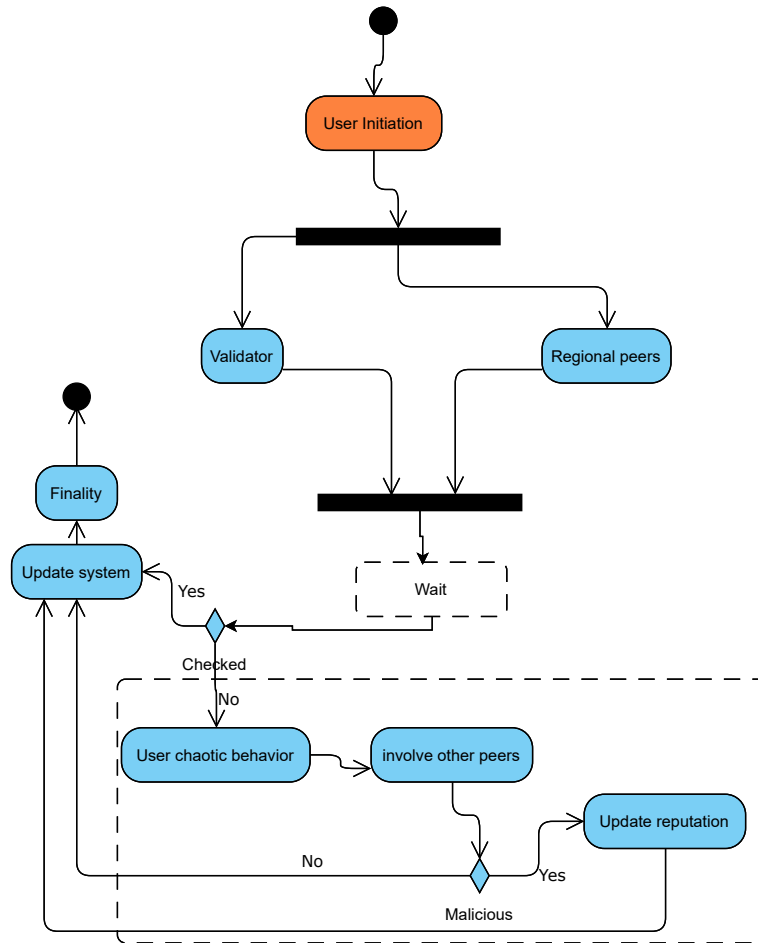 User Initiation
Validator
Regional peers
Finality
Update system
Wait
Yes
Checked
No
User chaotic behavior
involve other peers
Update reputation
No
Yes
Malicious